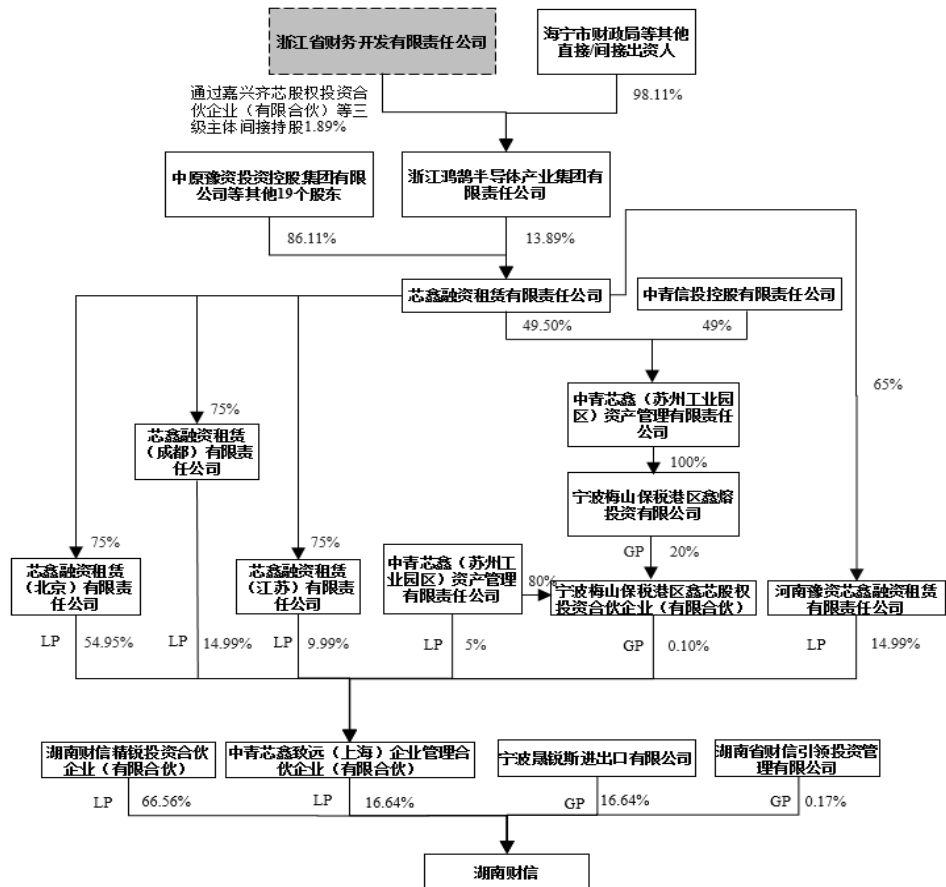 浙江省财务开发有限责任公司
海宁市财政局等其他
直接/间接出资人
通过嘉兴齐芯股权投资合
伙企业（有限合伙）等三
级主体间接持股1.89%
98.11%
中原豫资投资控股集团有限
公司等其他19个股东
浙江鸿鹄半导体产业集团有
限责任公司
86.11%
13.89%
芯鑫融资租赁有限责任公司
中青信投控股有限责任公司
49.50%
49%
65%
中青芯鑫（苏州工业园
区）资产管理有限责任
公司
75%
芯鑫融资租赁
（成都）有限责
任公司
100%
宁波梅山保税港区鑫熔
投资有限公司
75%
75%
GP
20%
芯鑫融资租赁
（北京）有限责
任公司
芯鑫融资租赁
（江苏）有限责
任公司
中青芯鑫（苏州工
业园区）资产管理
有限责任公司
80%
宁波梅山保税港区鑫芯股权
投资合伙企业（有限合伙）
河南豫资芯鑫融资租赁
有限责任公司
LP
54.95%
LP
14.99%
LP
9.99%
LP
5%
GP
0.10%
LP
14.99%
湖南财信精锐投资合伙
企业（有限合伙）
中青芯鑫致远（上海）企业管理合
伙企业（有限合伙）
宁波晟锐斯进出口有限公司
湖南省财信引领投资管
理有限公司
LP
66.56%
LP
16.64%
GP
16.64%
GP
0.17%
湖南财信